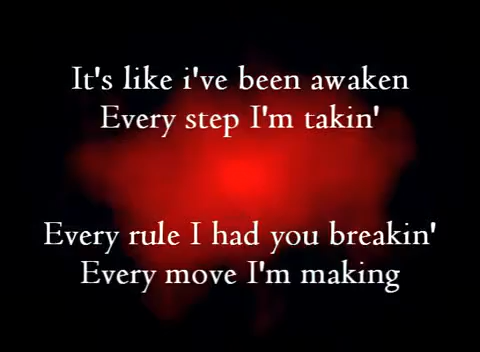 It's like i've been awaken
Every step I'm takin'
Every rule I had you breakin'
Every move I'm making